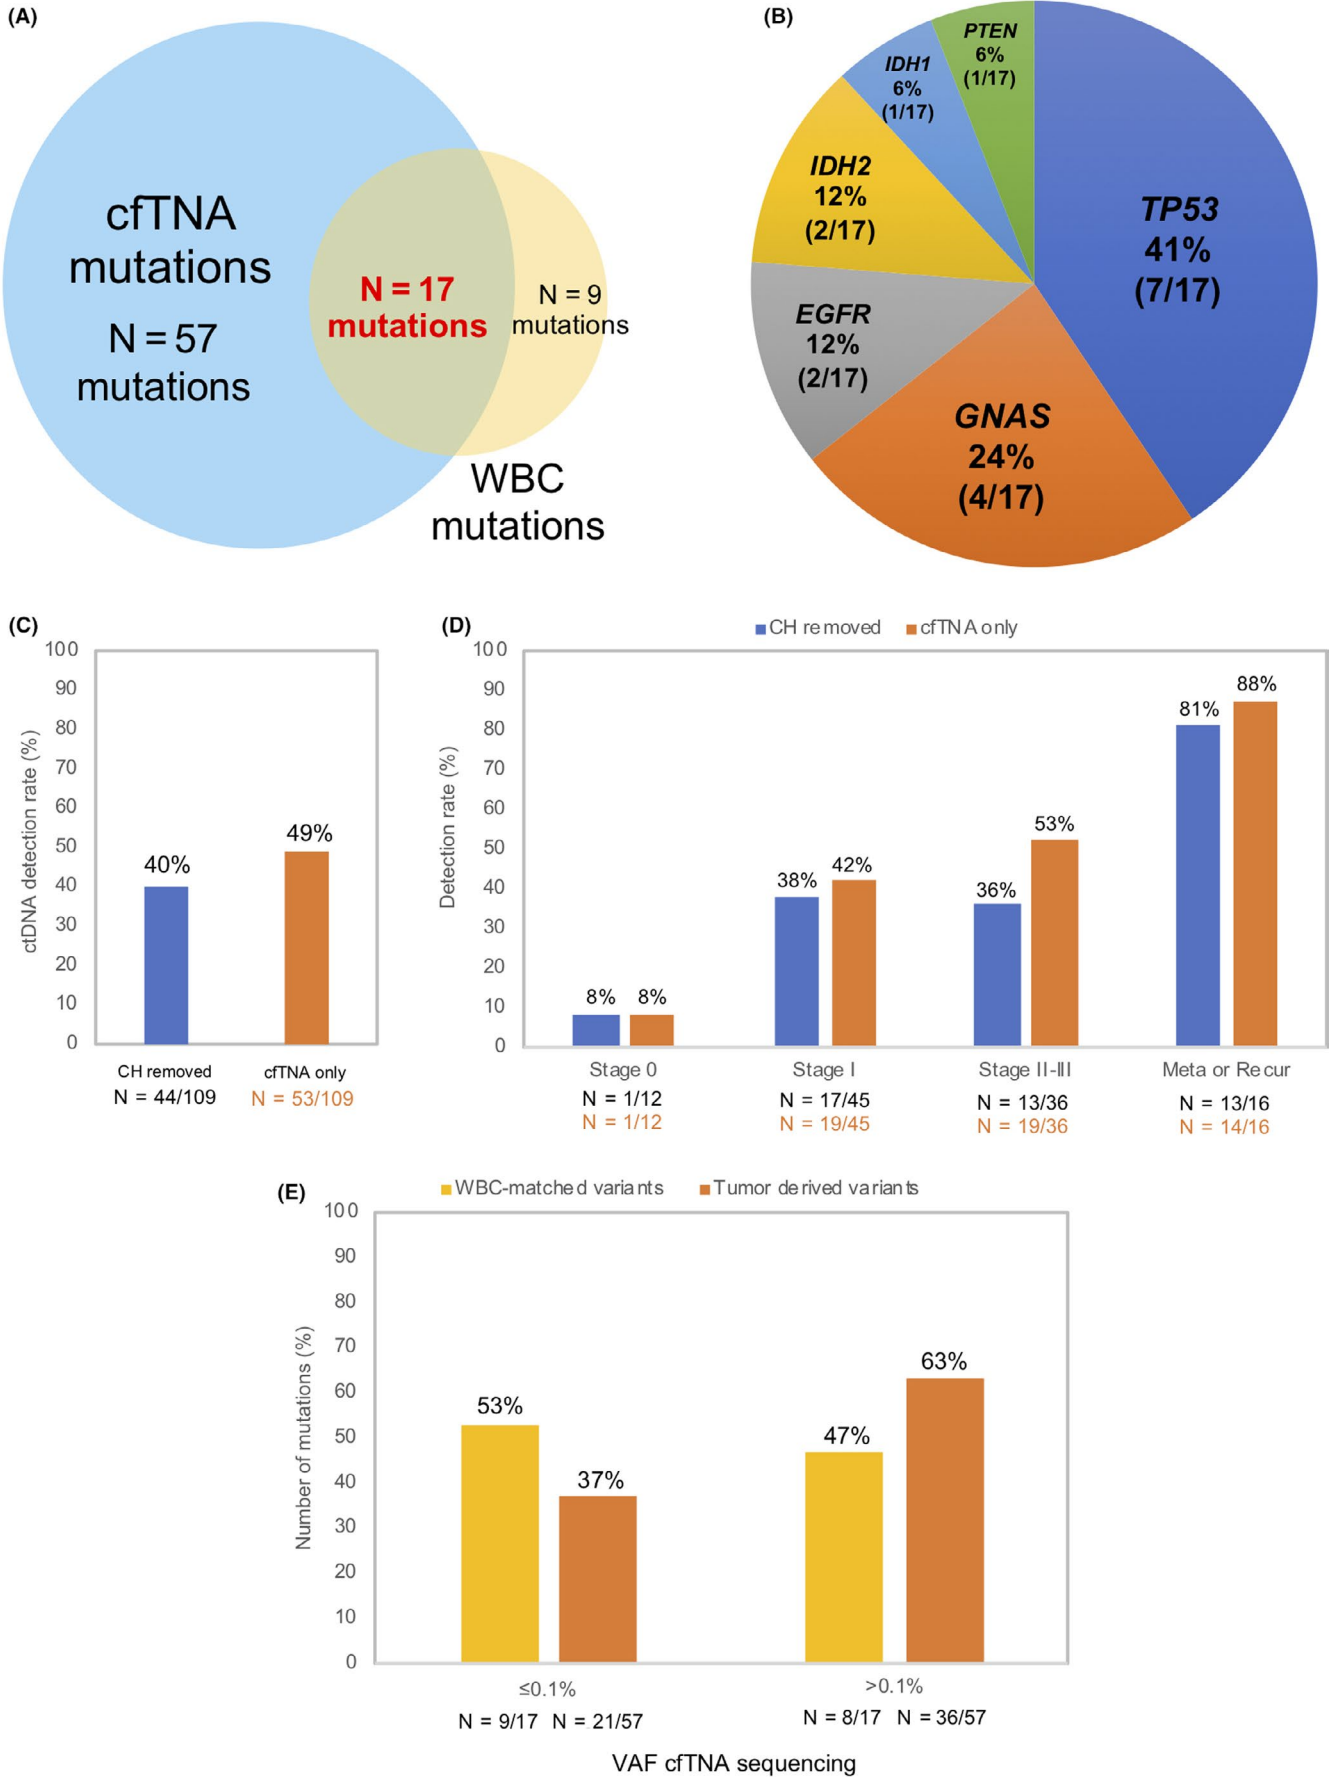 (A)
cfTNA
mutations
N = 57
mutations
N = 17
mutations
N = 9
mutations
WBC
mutations
(B)
PTEN
6%
(1/17)
IDH1
6%
(1/17)
IDH2
12%
(2/17)
EGFR
12%
(2/17)
GNAS
24%
(4/17)
TP53
41%
(7/17)
(C)
ctDNA detection rate (%)
100
90
80
70
60
50
40
30
20
10
0
40%
49%
CH removed
N = 44/109
cfTNA only
N = 53/109
(D)
CH removed
cfTNA only
Detection rate (%)
100
90
80
70
60
50
40
30
20
10
0
8%
8%
38%
42%
36%
53%
81%
88%
Stage 0
N = 1/12
N = 1/12
Stage I
N = 17/45
N = 19/45
Stage II-III
N = 13/36
N = 19/36
Meta or Recur
N = 13/16
N = 14/16
(E)
WBC-matched variants
Tumor derived variants
Number of mutations (%)
100
90
80
70
60
50
40
30
20
10
0
53%
37%
47%
63%
≤0.1%
N = 9/17 N = 21/57
>0.1%
N = 8/17 N = 36/57
VAF cfTNA sequencing